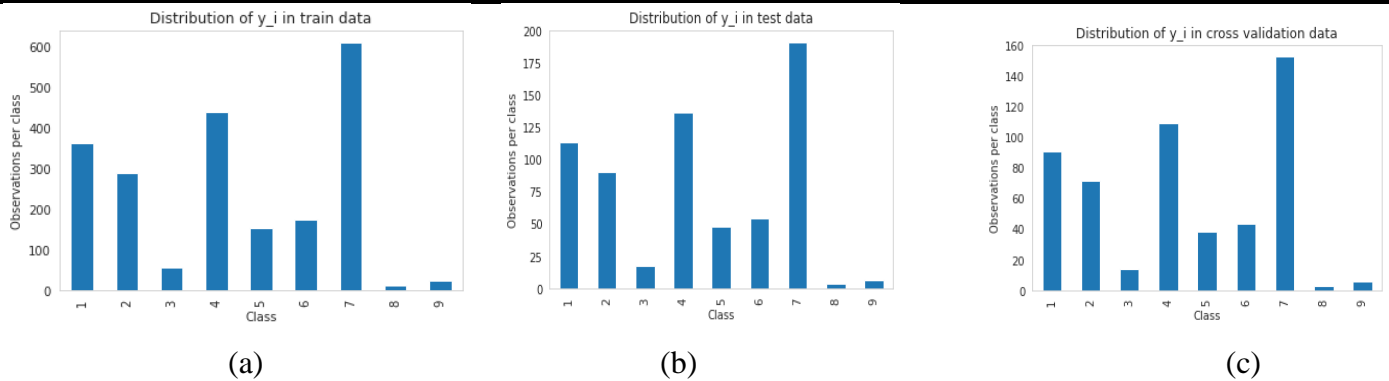 Distribution of y_i in train data
Observations per class
600
500
400
300
200
100
0
1 2 3 4 5 6 7 8 9
Class
(a)
Distribution of y_i in test data
Observations per class
200
175
150
125
100
75
50
25
0
1 2 3 4 5 6 7 8 9
Class
(b)
Distribution of y_i in cross validation data
Observations per class
160
140
120
100
80
60
40
20
0
1 2 3 4 5 6 7 8 9
Class
(c)